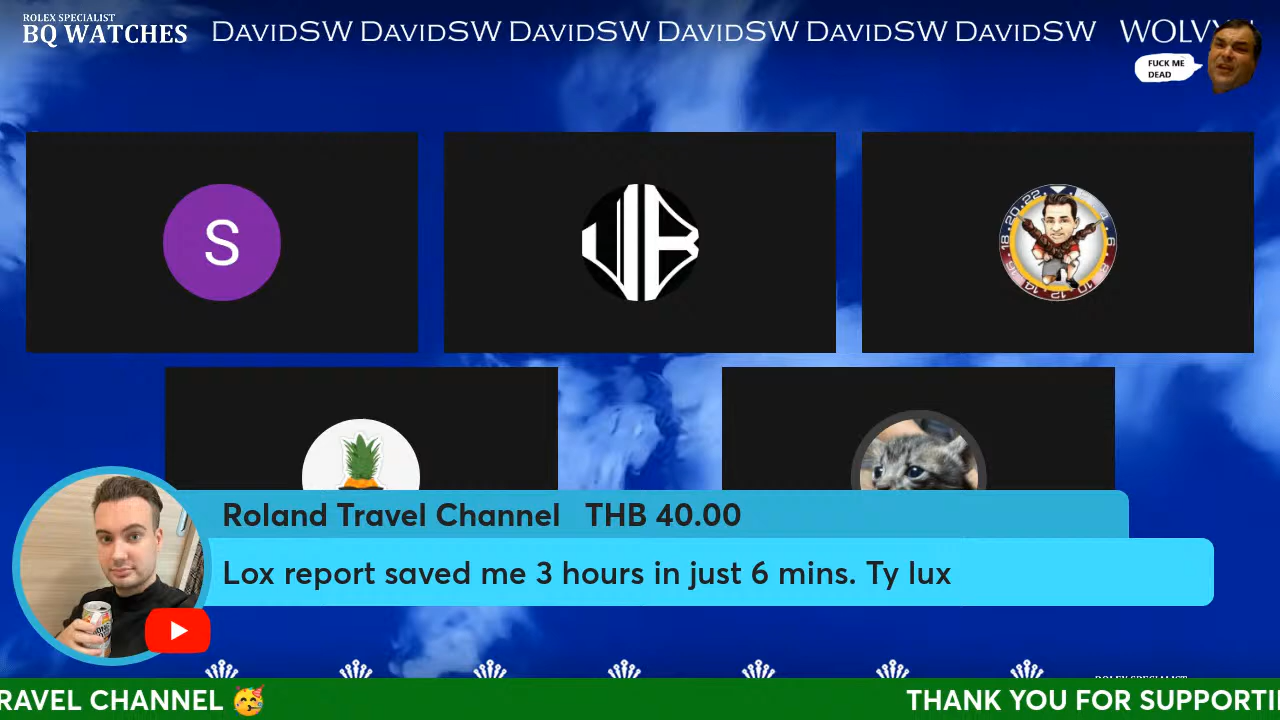 ROLEX SPECIALIST
BQ WATCHES
DAVIDSW DAVIDSW DAVIDSW DAVIDSW DAVIDSW DAVIDSW
WOLV
FUCK ME
DEAD
S
Roland Travel Channel THB 40.00
Lox report saved me 3 hours in just 6 mins. Ty lux
RAVEL CHANNEL 🥳
THANK YOU FOR SUPPORTI